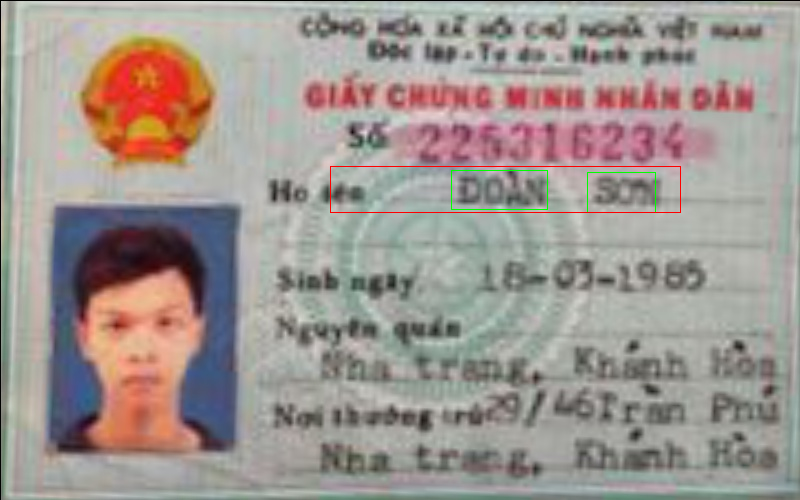 CỘNG HÒA XÃ HỘI CHỦ NGHĨA VIỆT NAM
Độc lập - Tự do - Hạnh phúc
GIẤY CHỨNG MINH NHÂN DÂN
Số 225316234
Họ tên ĐOÀN SƠN
Sinh ngày 18-03-1985
Nguyên quán
Nha trang, Khánh Hòa
Nơi thường trú 29/46 Trần Phú
Nha trang, Khánh Hòa